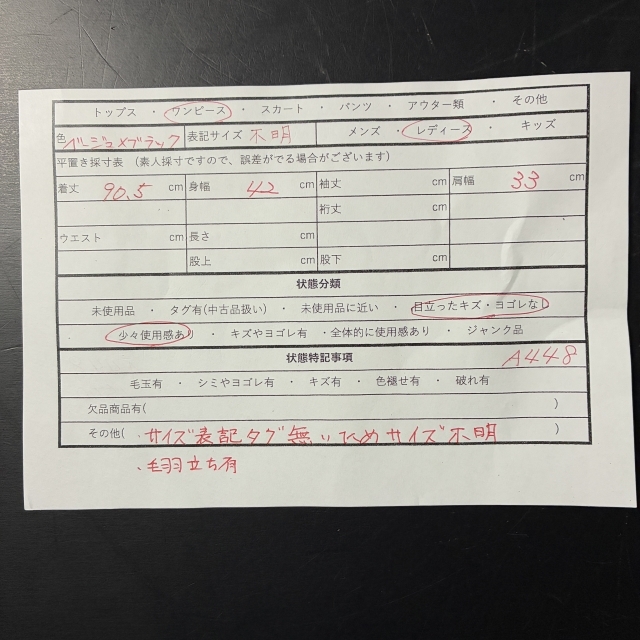 トップス ・ ワンピース ・ スカート ・ パンツ ・ アウター類 ・ その他
色 ベージュ×ブラック 表記サイズ 不明 メンズ ・ レディース ・ キッズ
平置き採寸表 （素人採寸ですので、誤差がでる場合がございます）
着丈 90.5 cm 身幅 42 cm 袖丈 cm 肩幅 33 cm
裄丈 cm
ウエスト cm 長さ cm
股上 cm 股下 cm
状態分類
未使用品 ・ タグ有(中古品扱い) ・ 未使用品に近い ・ 目立ったキズ・ヨゴレなし
少々使用感あり ・ キズやヨゴレ有 ・全体的に使用感あり ・ ジャンク品
状態特記事項 A448
毛玉有 ・ シミやヨゴレ有 ・ キズ有 ・ 色褪せ有 ・ 破れ有
欠品商品有( )
その他( ・サイズ表記タグ無いためサイズ不明 )
・毛羽立ち有